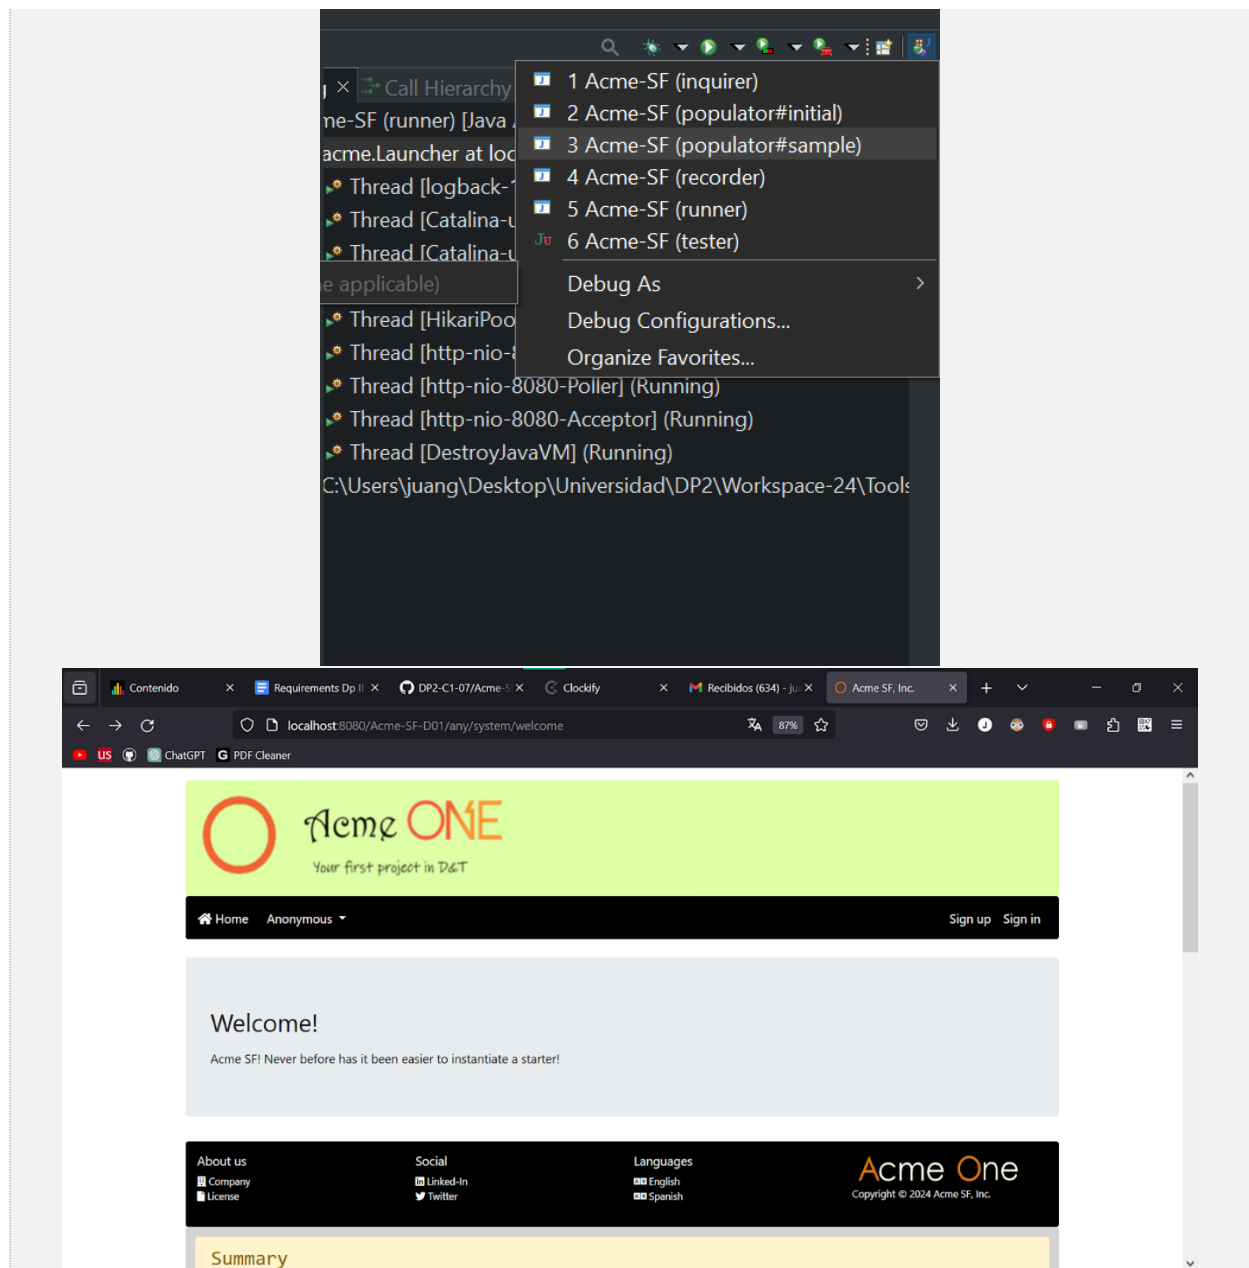 Call Hierarchy
1 Acme-SF (inquirer)
me-SF (runner) [Java
2 Acme-SF (populator#initial)
acme.Launcher at loc
3 Acme-SF (populator#sample)
Thread [logback-1
4 Acme-SF (recorder)
Thread [Catalina-u
5 Acme-SF (runner)
Thread [Catalina-u
6 Acme-SF (tester)
e applicable)
Debug As
Thread [HikariPoo
Debug Configurations...
Thread [http-nio-8
Organize Favorites...
Thread [http-nio-8080-Poller] (Running)
Thread [http-nio-8080-Acceptor] (Running)
Thread [DestroyJavaVM] (Running)
C:\Users\juang\Desktop\Universidad\DP2\Workspace-24\Tools
Contenido
Requirements Dp II
DP2-C1-07/Acme-S
Clockify
Recibidos (634) - ju
Acme SF, Inc.
localhost:8080/Acme-SF-D01/any/system/welcome
87%
US
ChatGPT
G PDF Cleaner
Acme ONE
Your first project in D&T
Home Anonymous
Sign up Sign in
Welcome!
Acme SF! Never before has it been easier to instantiate a starter!
About us
Company
License
Social
Linked-In
Twitter
Languages
English
Spanish
Acme One
Copyright © 2024 Acme SF, Inc.
Summary